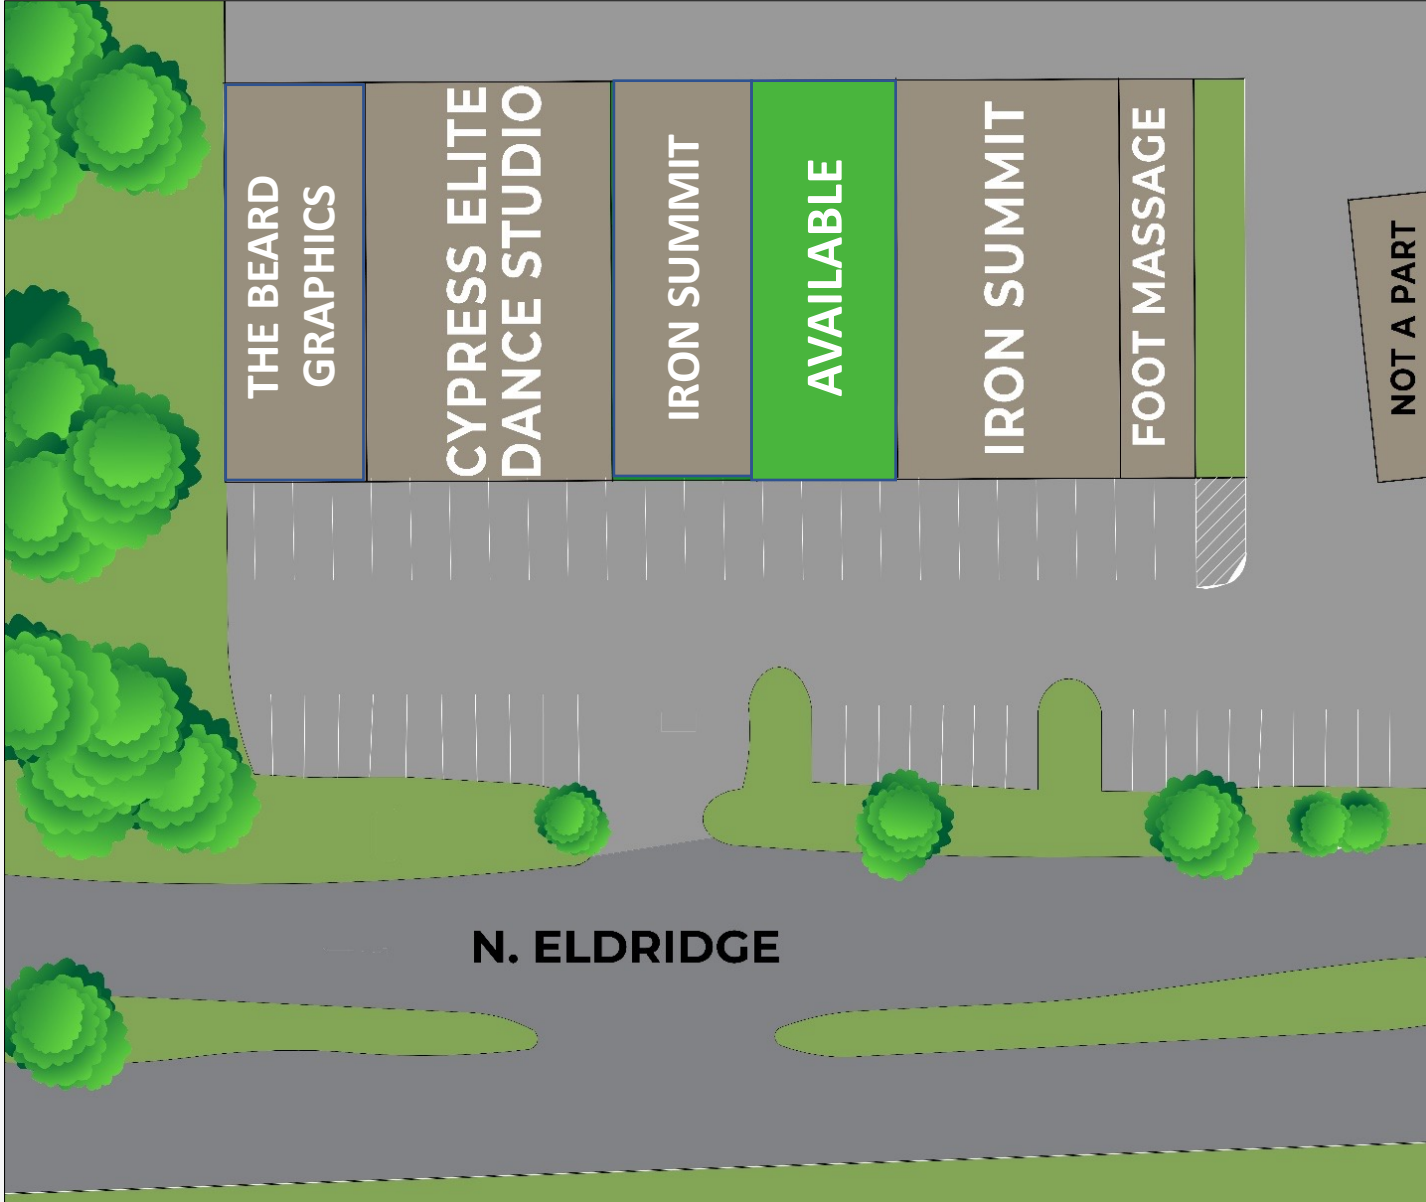 THE BEARD
GRAPHICS
CYPRESS ELITE
DANCE STUDIO
IRON SUMMIT
AVAILABLE
IRON SUMMIT
FOOT MASSAGE
NOT A PART
N. ELDRIDGE